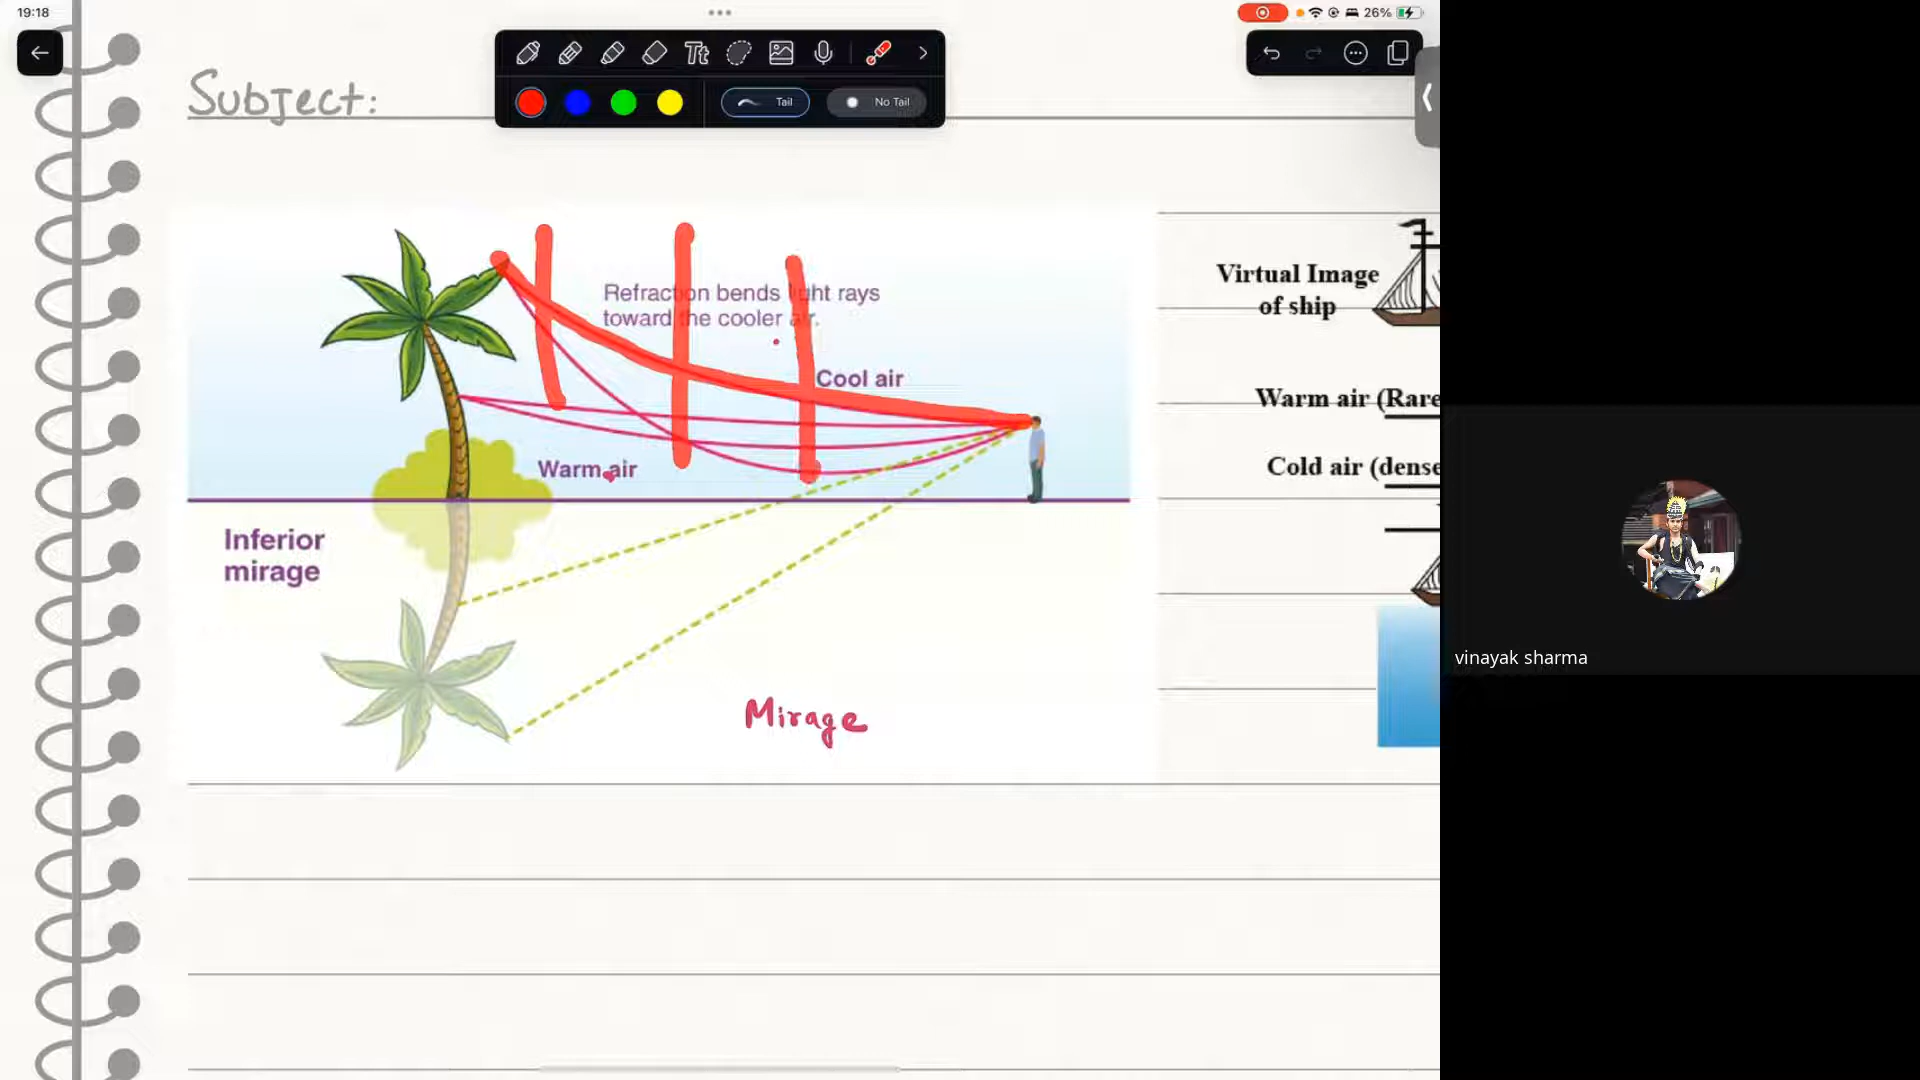 19:18
26%
Tt
Tail
No Tail
Subject:
Refraction bends light rays
toward the cooler air.
Cool air
Warm air
Inferior
mirage
Mirage
Virtual Image
of ship
Warm air (Rare
Cold air (dense
vinayak sharma